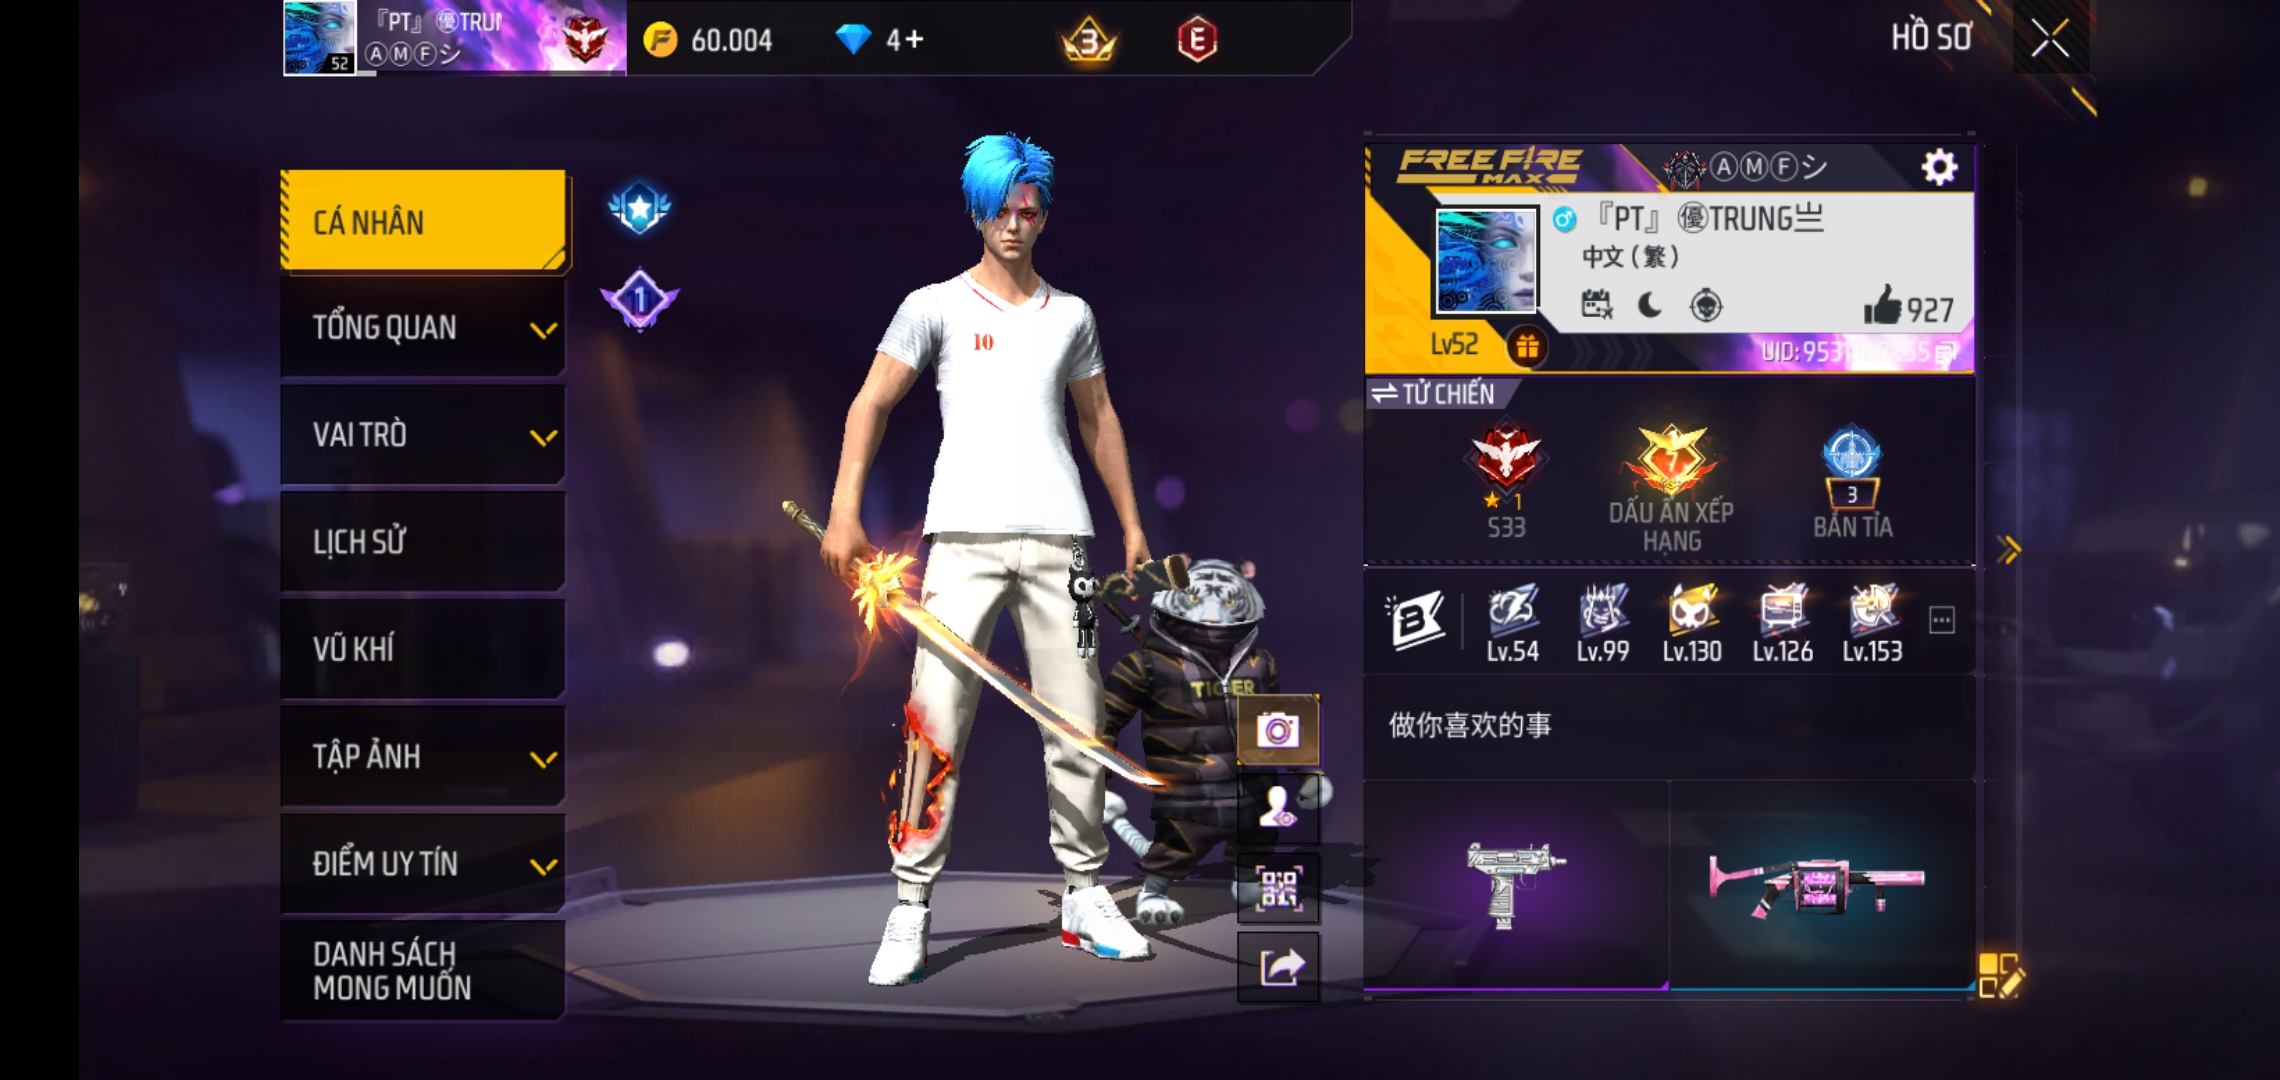 『PT』 ㊝TRUN
ⒶⓂⒻシ
52
60.004
4+
3
E
HỒ SƠ
CÁ NHÂN
TỔNG QUAN
VAI TRÒ
LỊCH SỬ
VŨ KHÍ
TẬP ẢNH
ĐIỂM UY TÍN
DANH SÁCH
MONG MUỐN
1
10
TIGER
FREE FIRE
MAX
ⒶⓂⒻシ
『PT』 ㊝TRUNG亗
中文 (繁)
927
Lv52
⇌ TỬ CHIẾN
1
S33
7
DẤU ẤN XẾP
HẠNG
3
BẮN TỈA
B
Lv.54
Lv.99
Lv.130
Lv.126
Lv.153
做你喜欢的事